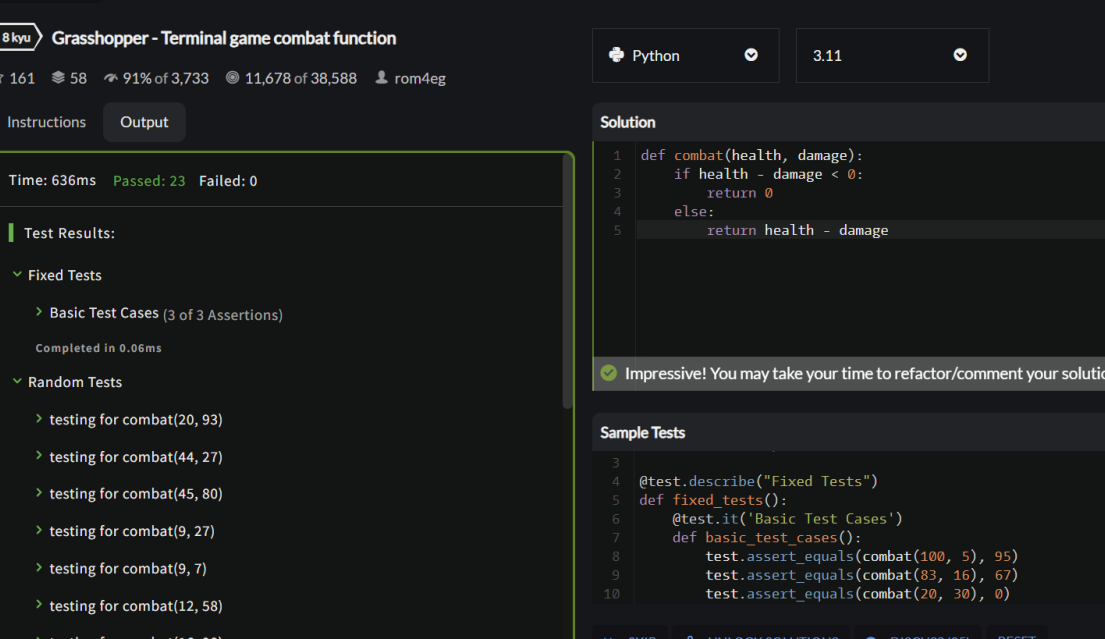 8 kyu Grasshopper - Terminal game combat function
161 58 91% of 3,733 11,678 of 38,588 rom4eg
Instructions Output
Time: 636ms Passed: 23 Failed: 0
Test Results:
Fixed Tests
Basic Test Cases (3 of 3 Assertions)
Completed in 0.06ms
Random Tests
testing for combat(20, 93)
testing for combat(44, 27)
testing for combat(45, 80)
testing for combat(9, 27)
testing for combat(9, 7)
testing for combat(12, 58)
Python 3.11
Solution
1 def combat(health, damage):
2     if health - damage < 0:
3         return 0
4     else:
5         return health - damage
Impressive! You may take your time to refactor/comment your
Sample Tests
3
4 @test.describe("Fixed Tests")
5 def fixed_tests():
6     @test.it('Basic Test Cases')
7     def basic_test_cases():
8         test.assert_equals(combat(100, 5), 95)
9         test.assert_equals(combat(83, 16), 67)
10         test.assert_equals(combat(20, 30), 0)